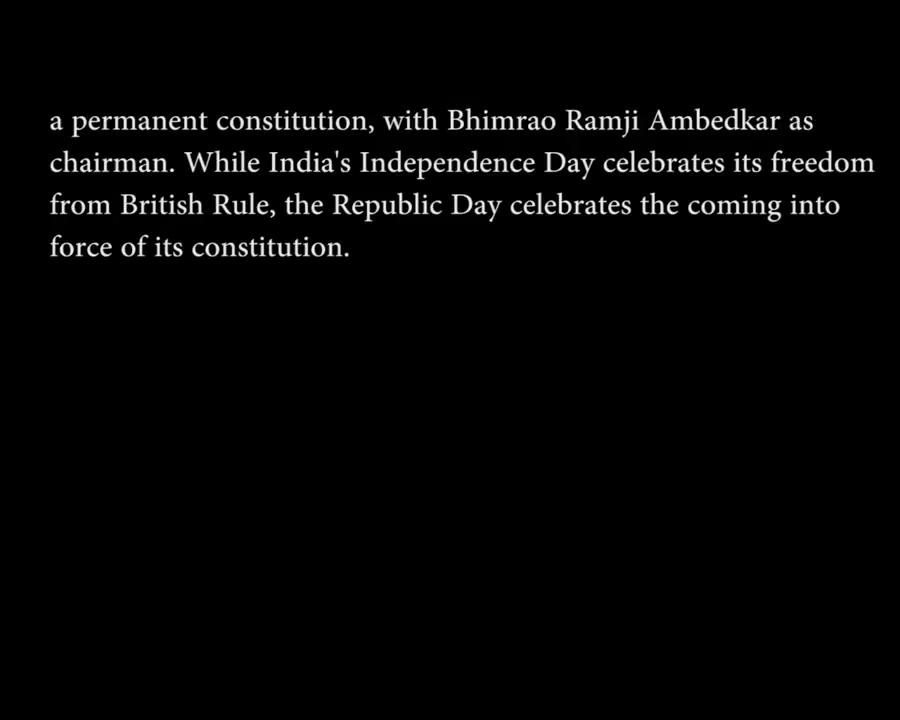 a permanent constitution, with Bhimrao Ramji Ambedkar as
chairman. While India's Independence Day celebrates its freedom
from British Rule, the Republic Day celebrates the coming into
force of its constitution.